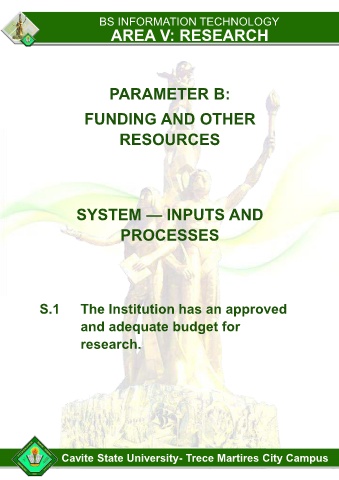 BS INFORMATION TECHNOLOGY
AREA V: RESEARCH
PARAMETER B:
FUNDING AND OTHER
RESOURCES
SYSTEM — INPUTS AND
PROCESSES
S.1 The Institution has an approved
and adequate budget for
research.
Cavite State University- Trece Martires City Campus